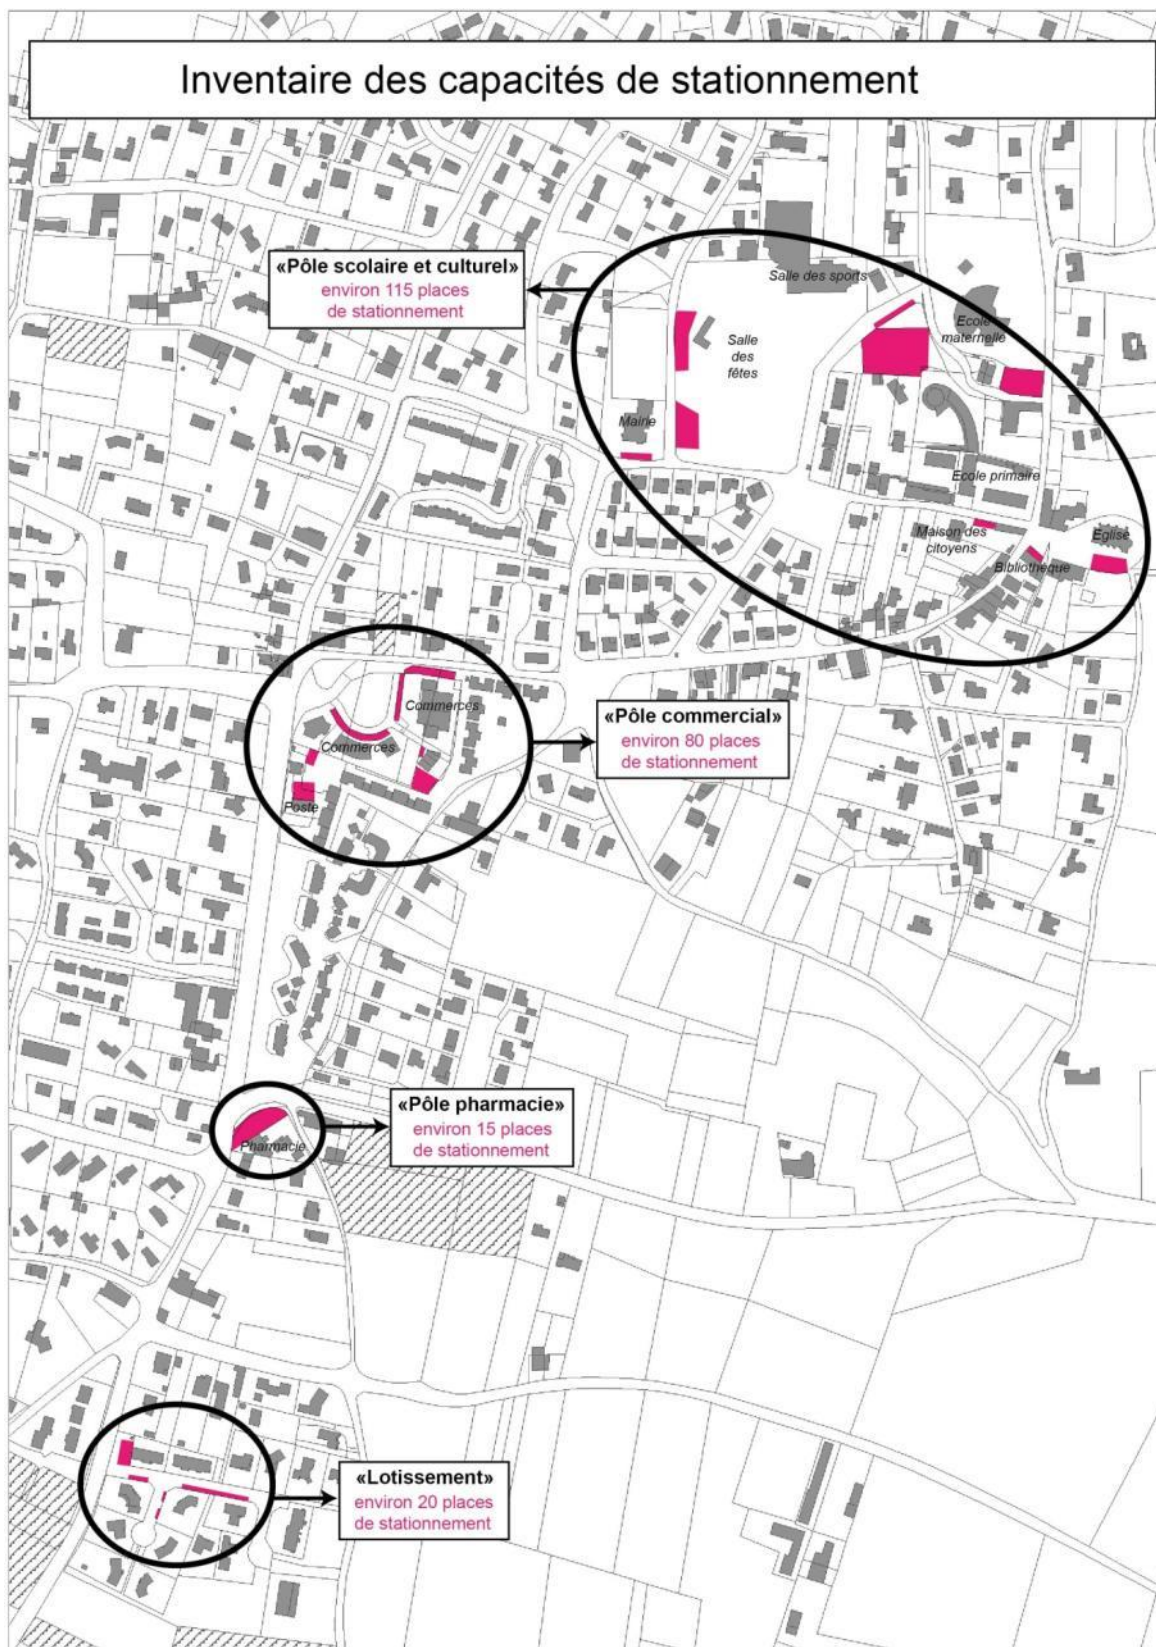 Inventaire des capacités de stationnement
«Pôle scolaire et culturel»
environ 115 places
de stationnement
Salle des sports
Ecole
maternelle
Salle
des
fêtes
Mairie
Ecole primaire
Maison des
citoyens
Eglise
Bibliothèque
Commerces
Commerces
Poste
«Pôle commercial»
environ 80 places
de stationnement
«Pôle pharmacie»
environ 15 places
de stationnement
Pharmacie
«Lotissement»
environ 20 places
de stationnement